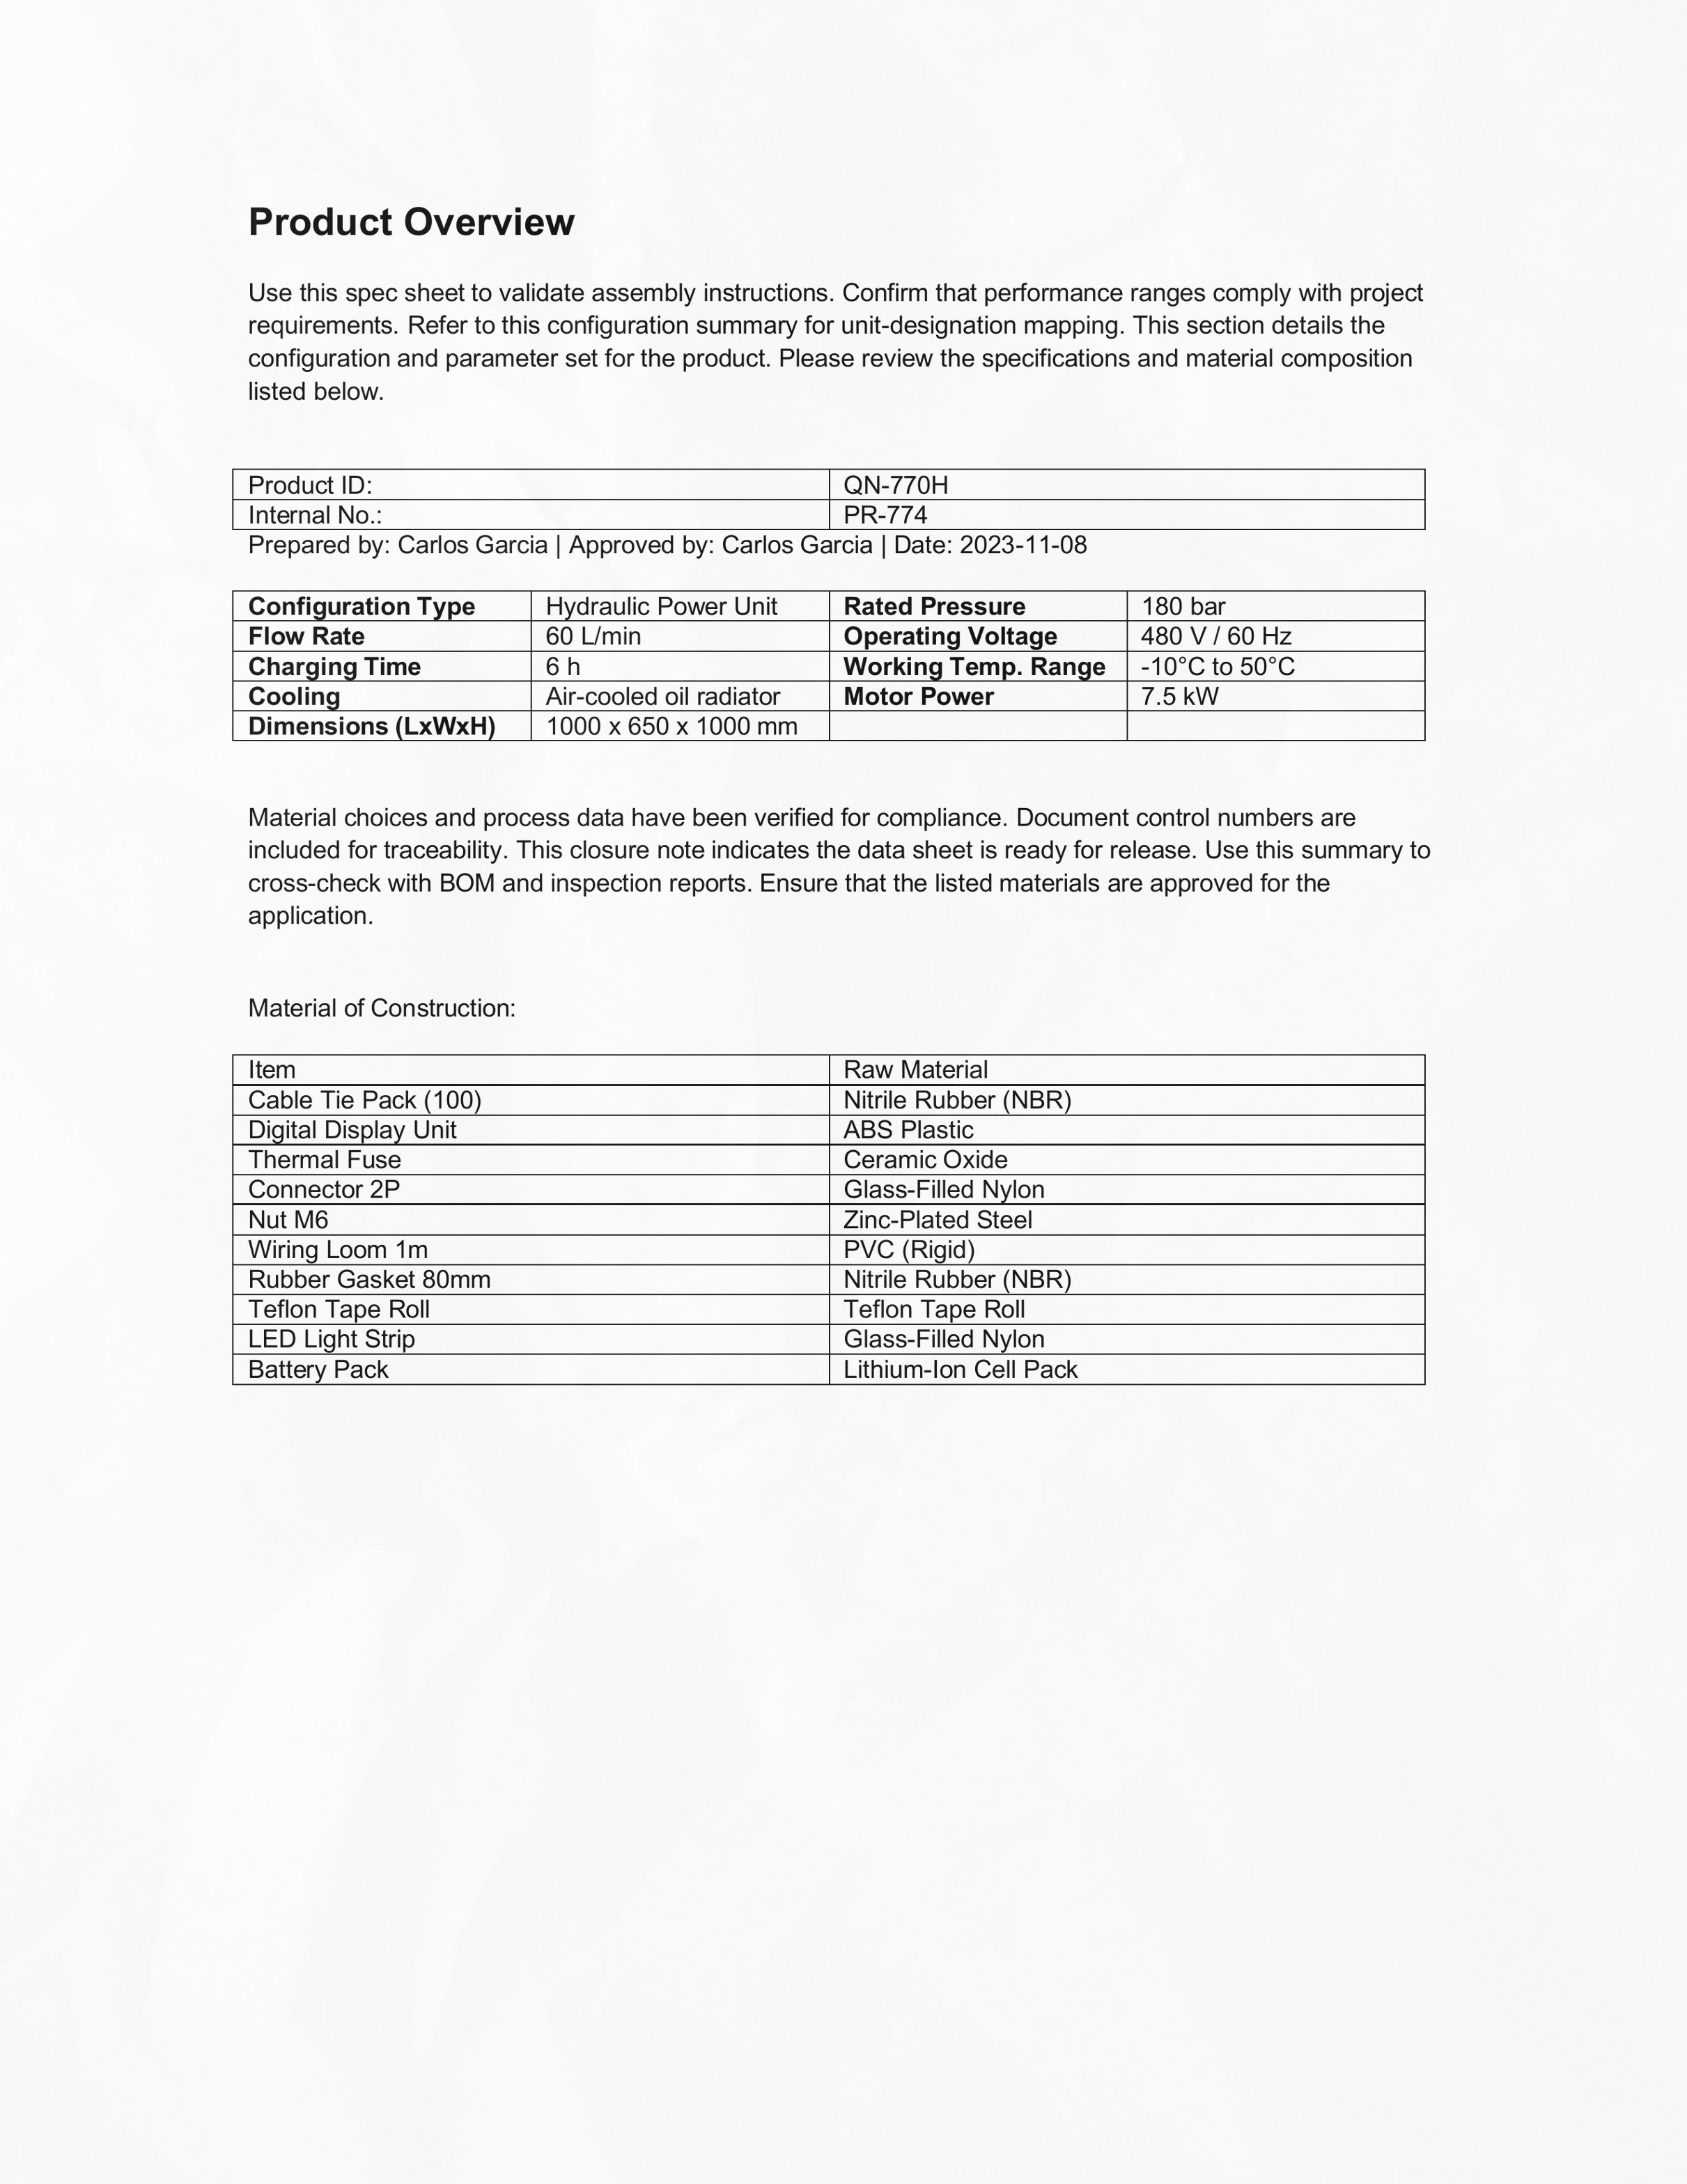 Product Overview
Use this spec sheet to validate assembly instructions. Confirm that performance ranges comply with project
requirements. Refer to this configuration summary for unit-designation mapping. This section details the
configuration and parameter set for the product. Please review the specifications and material composition
listed below.
Product ID: QN-770H
Internal No.: PR-774
Prepared by: Carlos Garcia | Approved by: Carlos Garcia | Date: 2023-11-08
Configuration Type Hydraulic Power Unit Rated Pressure 180 bar
Flow Rate 60 L/min Operating Voltage 480 V / 60 Hz
Charging Time 6 h Working Temp. Range -10°C to 50°C
Cooling Air-cooled oil radiator Motor Power 7.5 kW
Dimensions (LxWxH) 1000 x 650 x 1000 mm
Material choices and process data have been verified for compliance. Document control numbers are
included for traceability. This closure note indicates the data sheet is ready for release. Use this summary to
cross-check with BOM and inspection reports. Ensure that the listed materials are approved for the
application.
Material of Construction:
Item Raw Material
Cable Tie Pack (100) Nitrile Rubber (NBR)
Digital Display Unit ABS Plastic
Thermal Fuse Ceramic Oxide
Connector 2P Glass-Filled Nylon
Nut M6 Zinc-Plated Steel
Wiring Loom 1m PVC (Rigid)
Rubber Gasket 80mm Nitrile Rubber (NBR)
Teflon Tape Roll Teflon Tape Roll
LED Light Strip Glass-Filled Nylon
Battery Pack Lithium-Ion Cell Pack